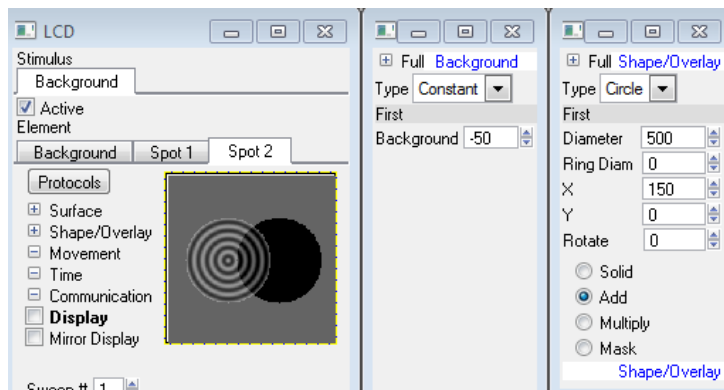 LCD
Stimulus
Background
Active
Element
Background Spot 1 Spot 2
Protocols
Surface
Shape/Overlay
Movement
Time
Communication
Display
Mirror Display
Sweep # 1
Full Background
Type Constant
First
Background -50
Full Shape/Overlay
Type Circle
First
Diameter 500
Ring Diam 0
X 150
Y 0
Rotate 0
Solid
Add
Multiply
Mask
Shape/Overlay